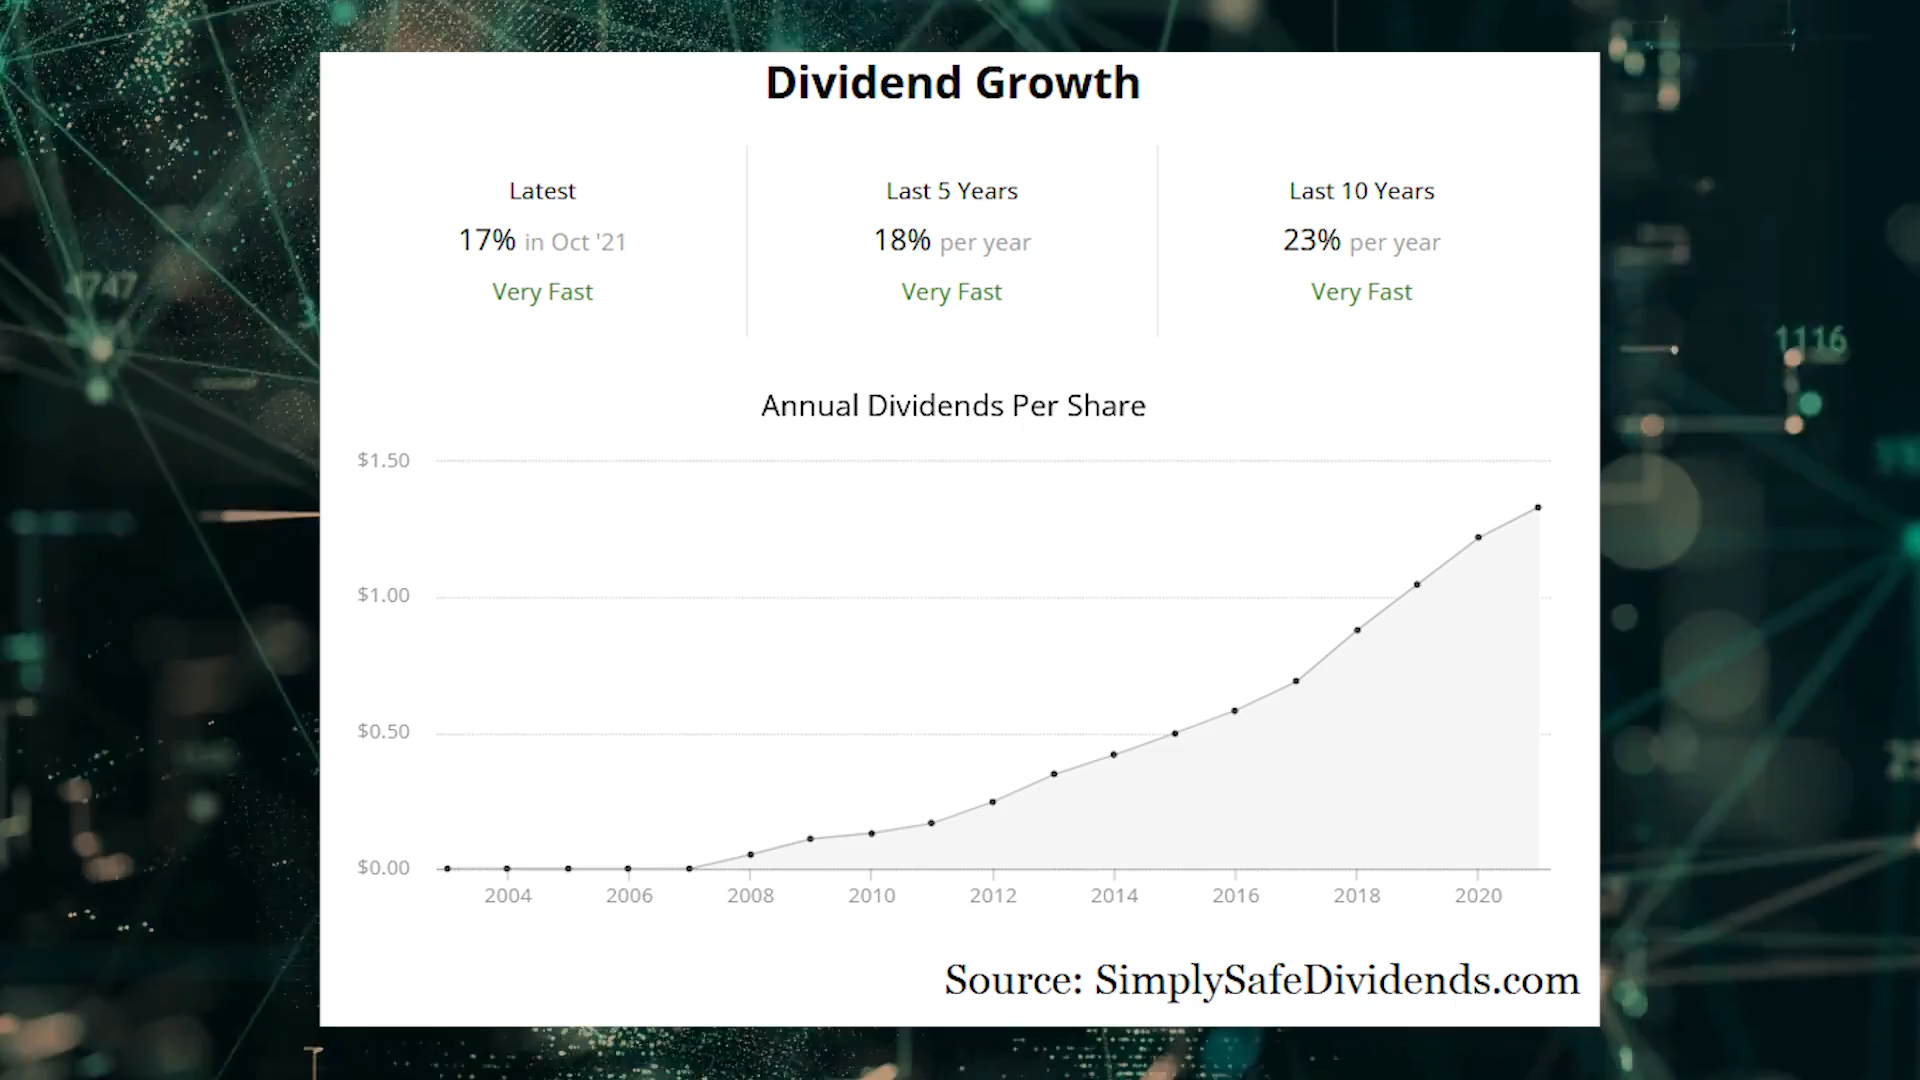 Dividend Growth
Latest
17% in Oct '21
Very Fast
Last 5 Years
18% per year
Very Fast
Last 10 Years
23% per year
Very Fast
Annual Dividends Per Share
$1.50
$1.00
$0.50
$0.00
2004 2006 2008 2010 2012 2014 2016 2018 2020
Source: SimplySafeDividends.com
4747
1116